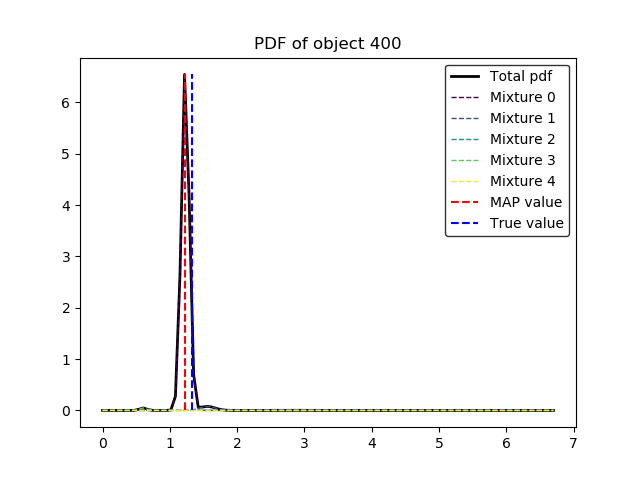 PDF of object 400
Total pdf
Mixture 0
Mixture 1
Mixture 2
Mixture 3
Mixture 4
MAP value
True value
6
5
4
3
2
1
0
0 1 2 3 4 5 6 7